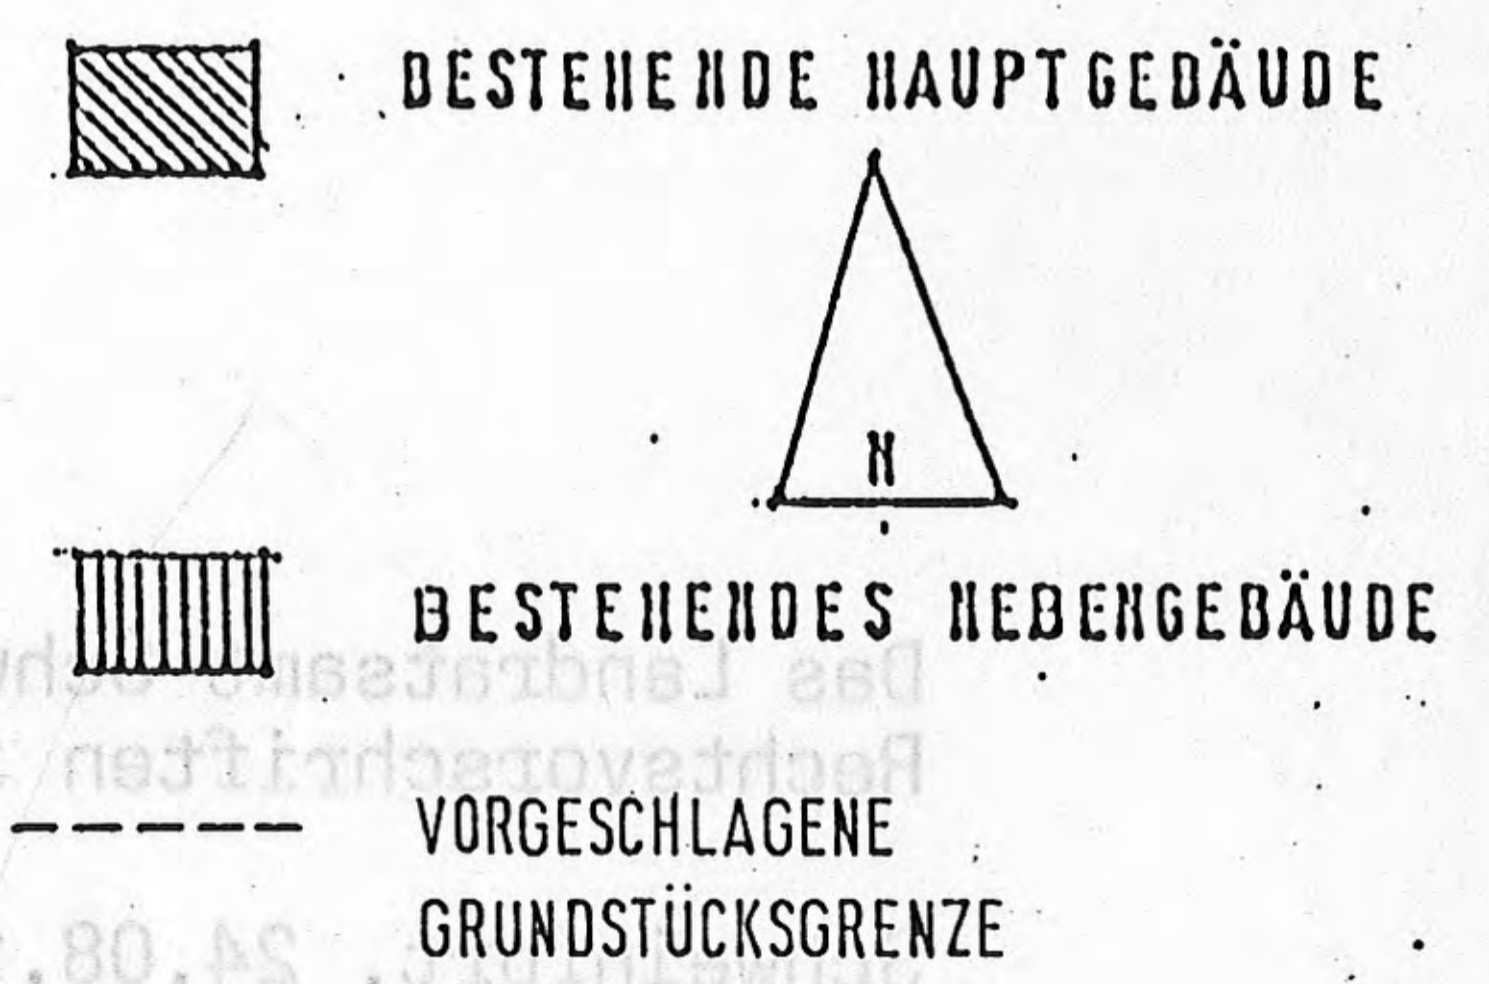 BESTEHENDE HAUPTGEBÄUDE
N
BESTEHENDES NEBENGEBÄUDE
Das Landratsamt
Rechtsvorschriften
VORGESCHLAGENE
GRUNDSTÜCKSGRENZE
24.08.